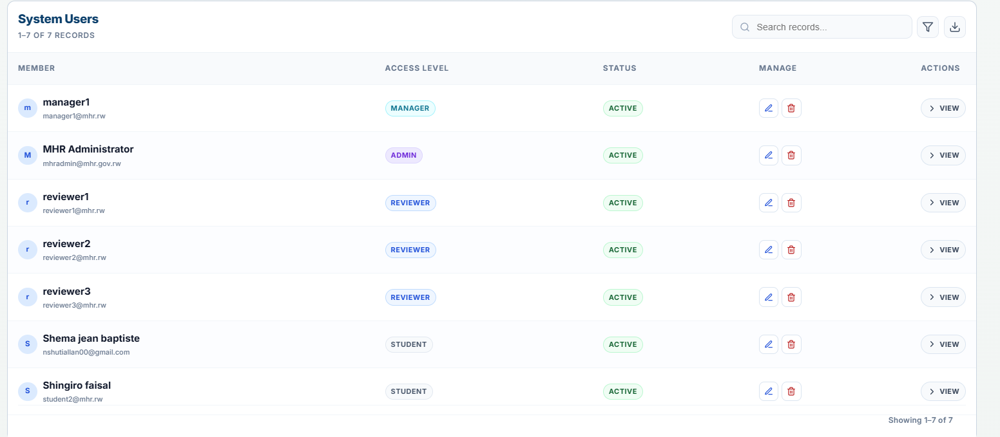 System Users
1–7 OF 7 RECORDS
Search records...
MEMBER ACCESS LEVEL STATUS MANAGE ACTIONS
m manager1 MANAGER ACTIVE VIEW
manager1@mhr.rw
M MHR Administrator ADMIN ACTIVE VIEW
mhradmin@mhr.gov.rw
r reviewer1 REVIEWER ACTIVE VIEW
reviewer1@mhr.rw
r reviewer2 REVIEWER ACTIVE VIEW
reviewer2@mhr.rw
r reviewer3 REVIEWER ACTIVE VIEW
reviewer3@mhr.rw
S Shema jean baptiste STUDENT ACTIVE VIEW
nshutiallan00@gmail.com
S Shingiro faisal STUDENT ACTIVE VIEW
student2@mhr.rw
Showing 1–7 of 7